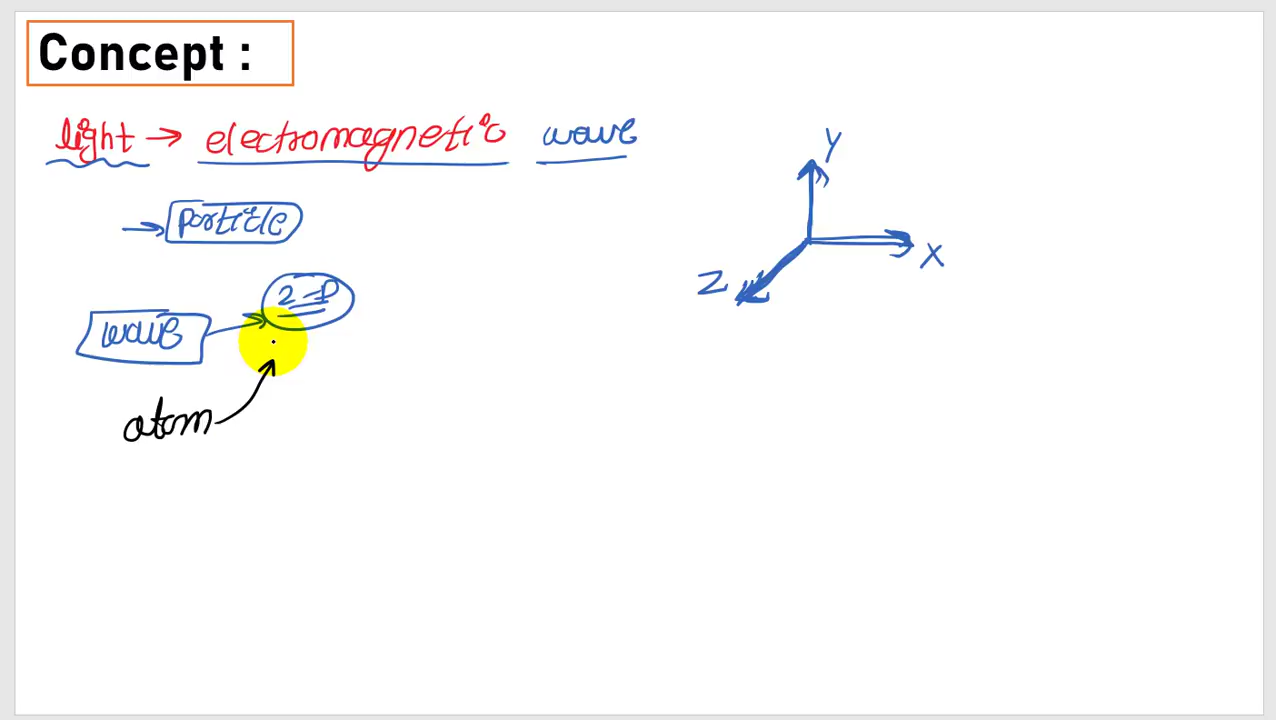 Concept :
light → electromagnetic wave
→ particle
wave → 2-P
atom
Y
X
Z